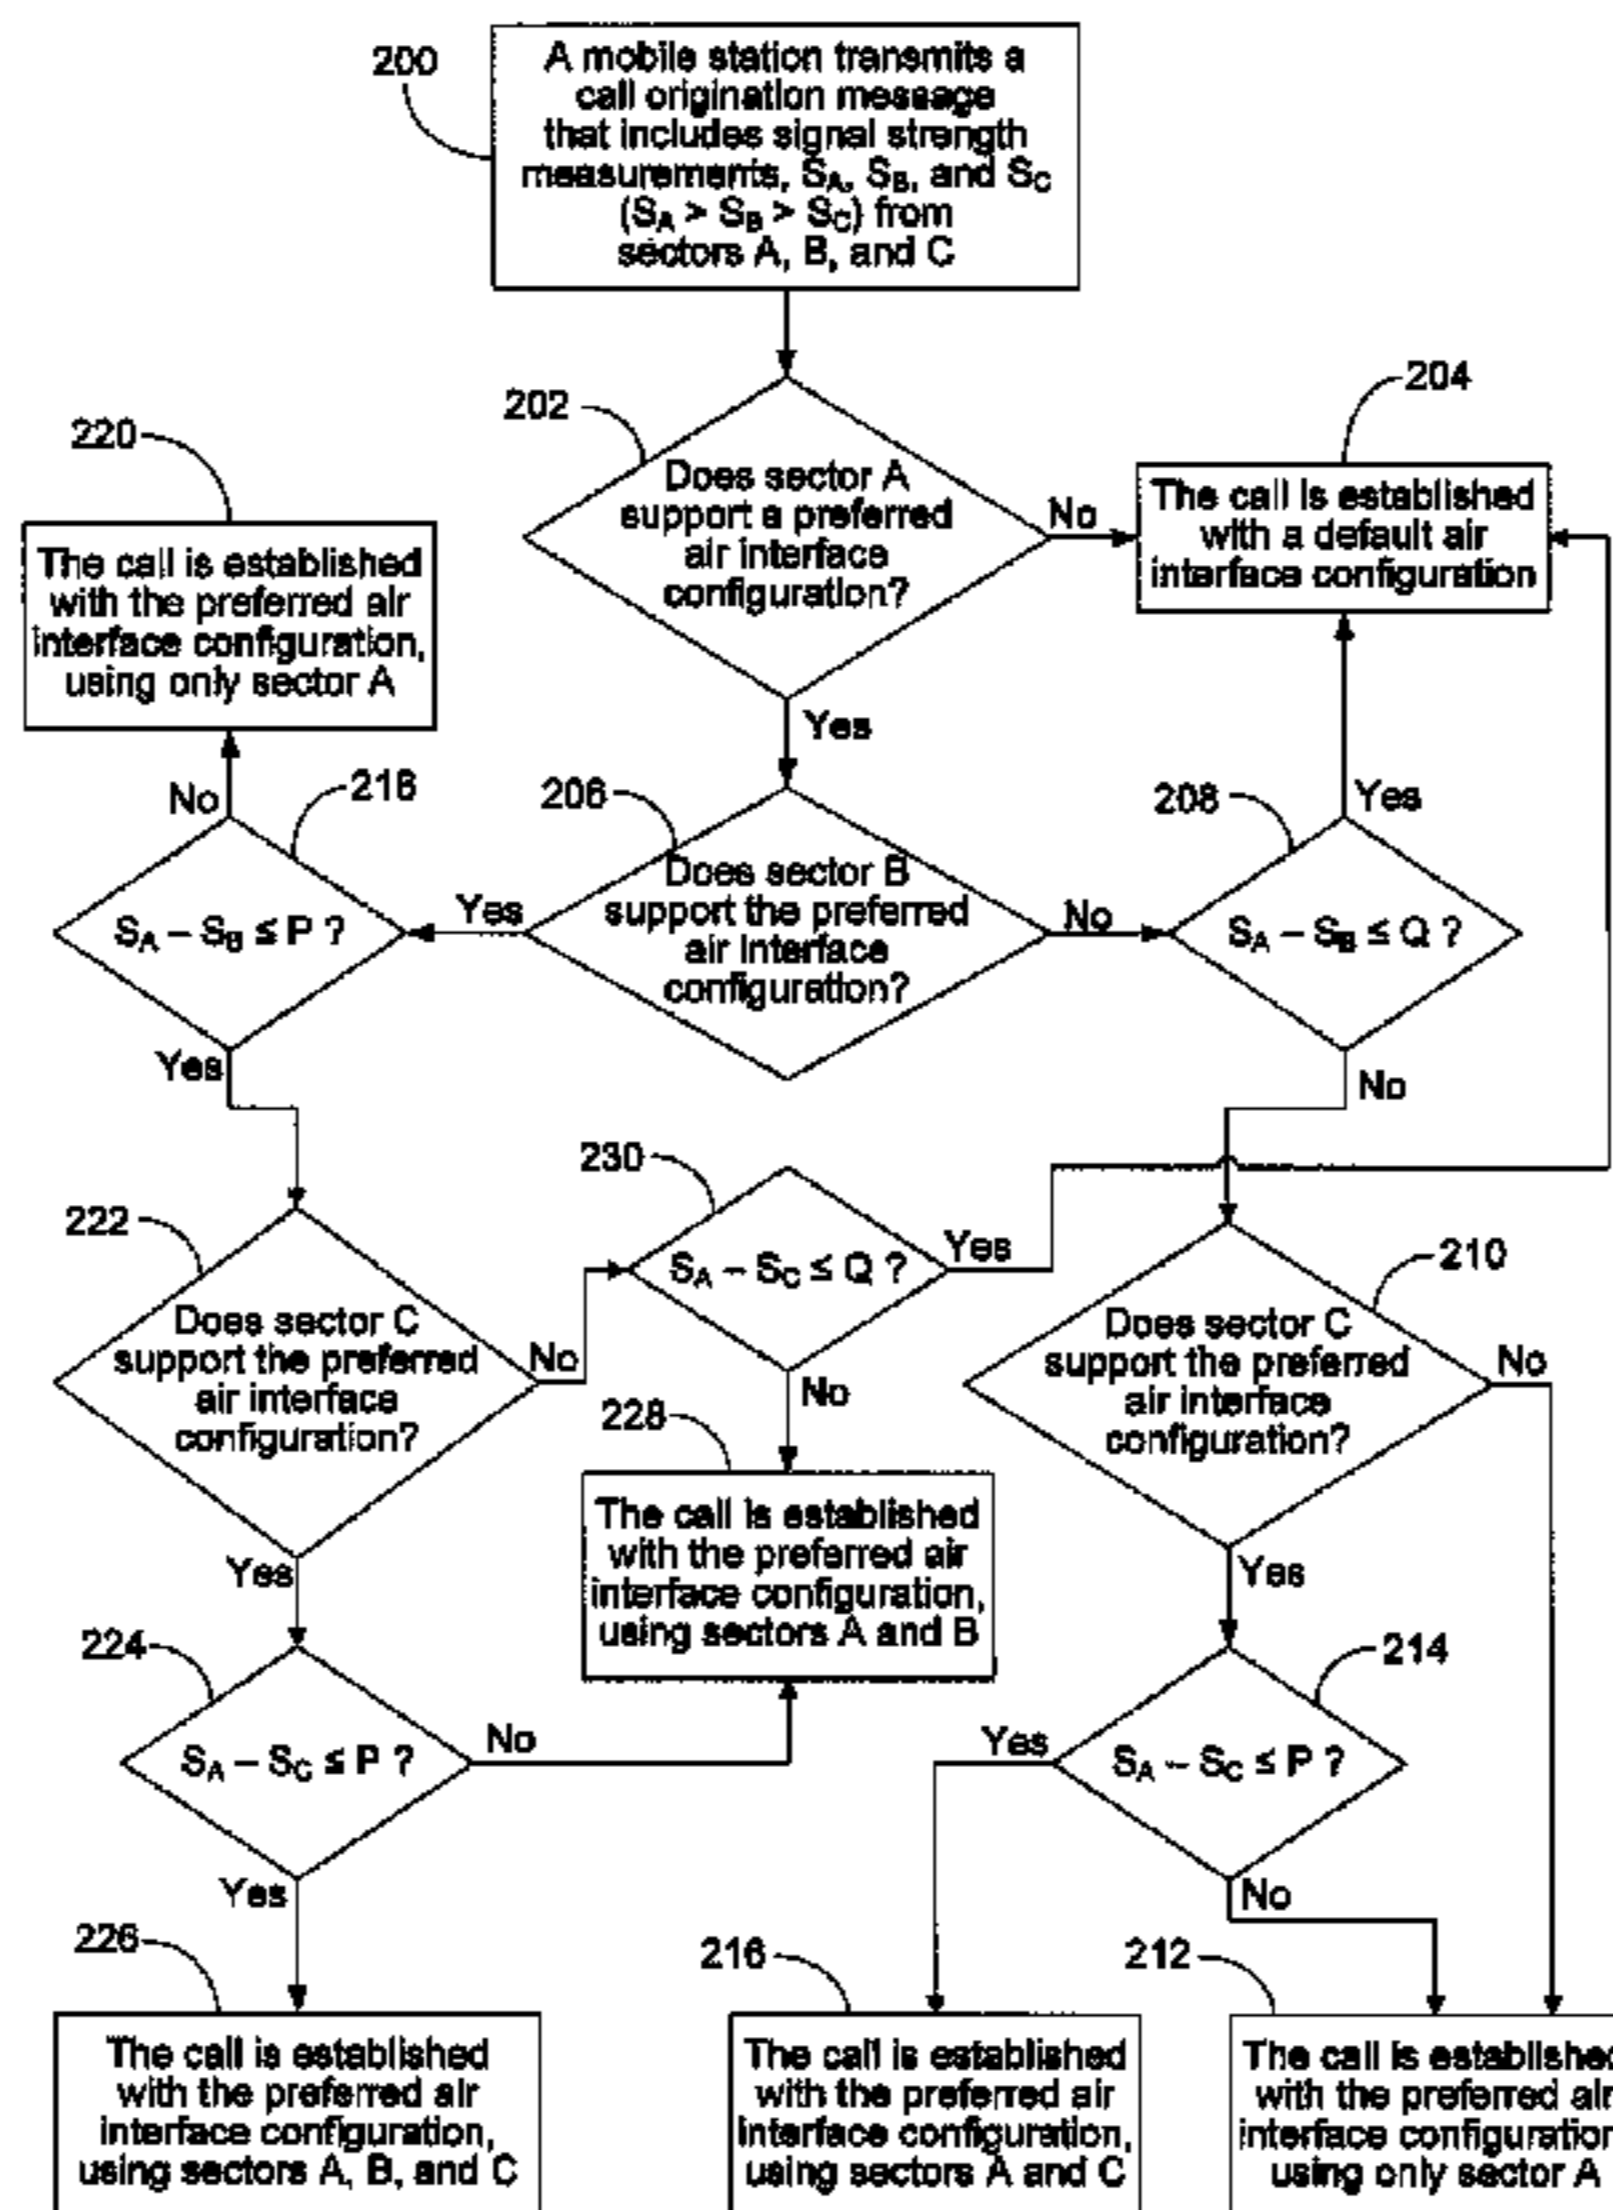 200
A mobile station transmits a
call origination message
that includes signal strength
measurements, SA, SB, and SC
(SA > SB > SC) from
sectors A, B, and C
202
Does sector A
support a preferred
air interface
configuration?
No
Yes
204
The call is established
with a default air
interface configuration
220
The call is established
with the preferred air
interface configuration,
using only sector A
No
218
SA – SB ≤ P ?
Yes
206
Does sector B
support the preferred
air interface
configuration?
Yes
No
208
SA – SB ≤ Q ?
Yes
No
222
Does sector C
support the preferred
air interface
configuration?
No
Yes
230
SA – SC ≤ Q ?
Yes
No
228
The call is established
with the preferred air
interface configuration,
using sectors A and B
210
Does sector C
support the preferred
air interface
configuration?
No
Yes
224
SA – SC ≤ P ?
No
Yes
214
SA – SC ≤ P ?
Yes
No
226
The call is established
with the preferred air
interface configuration,
using sectors A, B, and C
216
The call is established
with the preferred air
interface configuration,
using sectors A and C
212
The call is established
with the preferred air
interface configuration
using only sector A